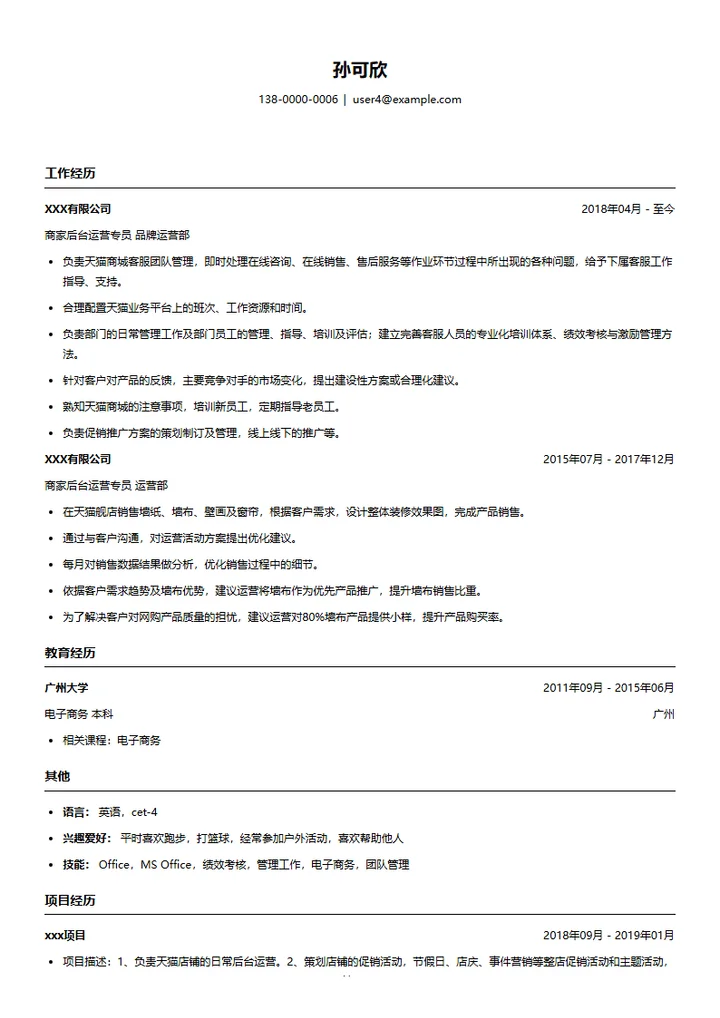 孙可欣
138-0000-0006 | user4@example.com
工作经历
XXX有限公司 2018年04月 - 至今
商家后台运营专员 品牌运营部
• 负责天猫商城客服团队管理，即时处理在线咨询、在线销售、售后服务等作业环节过程中所出现的各种问题，给予下属客服工作
指导、支持。
• 合理配置天猫业务平台上的班次、工作资源和时间。
• 负责部门的日常管理工作及部门员工的管理、指导、培训及评估；建立完善客服人员的专业化培训体系、绩效考核与激励管理方
法。
• 针对客户对产品的反馈，主要竞争对手的市场变化，提出建设性方案或合理化建议。
• 熟知天猫商城的注意事项，培训新员工，定期指导老员工。
• 负责促销推广方案的策划制订及管理，线上线下的推广等。
XXX有限公司 2015年07月 - 2017年12月
商家后台运营专员 运营部
• 在天猫舰店销售墙纸、墙布、壁画及窗帘，根据客户需求，设计整体装修效果图，完成产品销售。
• 通过与客户沟通，对运营活动方案提出优化建议。
• 每月对销售数据结果做分析，优化销售过程中的细节。
• 依据客户需求趋势及墙布优势，建议运营将墙布作为优先产品推广，提升墙布销售比重。
• 为了解决客户对网购产品质量的担忧，建议运营对80%墙布产品提供小样，提升产品购买率。
教育经历
广州大学 2011年09月 - 2015年06月
电子商务 本科 广州
• 相关课程：电子商务
其他
• 语言： 英语，cet-4
• 兴趣爱好： 平时喜欢跑步，打篮球，经常参加户外活动，喜欢帮助他人
• 技能： Office，MS Office，绩效考核，管理工作，电子商务，团队管理
项目经历
xxx项目 2018年09月 - 2019年01月
• 项目描述：1、负责天猫店铺的日常后台运营。2、策划店铺的促销活动，节假日、店庆、事件营销等整店促销活动和主题活动，